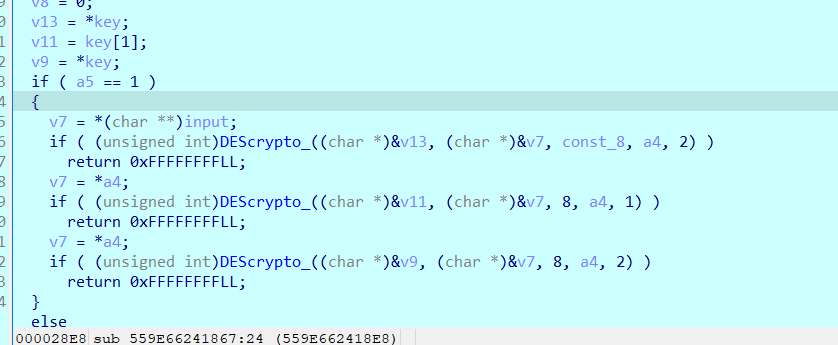 v8 = 0;
0 v13 = *key;
1 v11 = key[1];
2 v9 = *key;
3 if ( a5 == 1 )
4 {
5 v7 = *(char **)input;
6 if ( (unsigned int)DEScrypto_((char *)&v13, (char *)&v7, const_8, a4, 2) )
7 return 0xFFFFFFFFLL;
8 v7 = *a4;
9 if ( (unsigned int)DEScrypto_((char *)&v11, (char *)&v7, 8, a4, 1) )
0 return 0xFFFFFFFFLL;
1 v7 = *a4;
2 if ( (unsigned int)DEScrypto_((char *)&v9, (char *)&v7, 8, a4, 2) )
3 return 0xFFFFFFFFLL;
4 }
else
000028E8 sub 559E66241867:24 (559E662418E8)